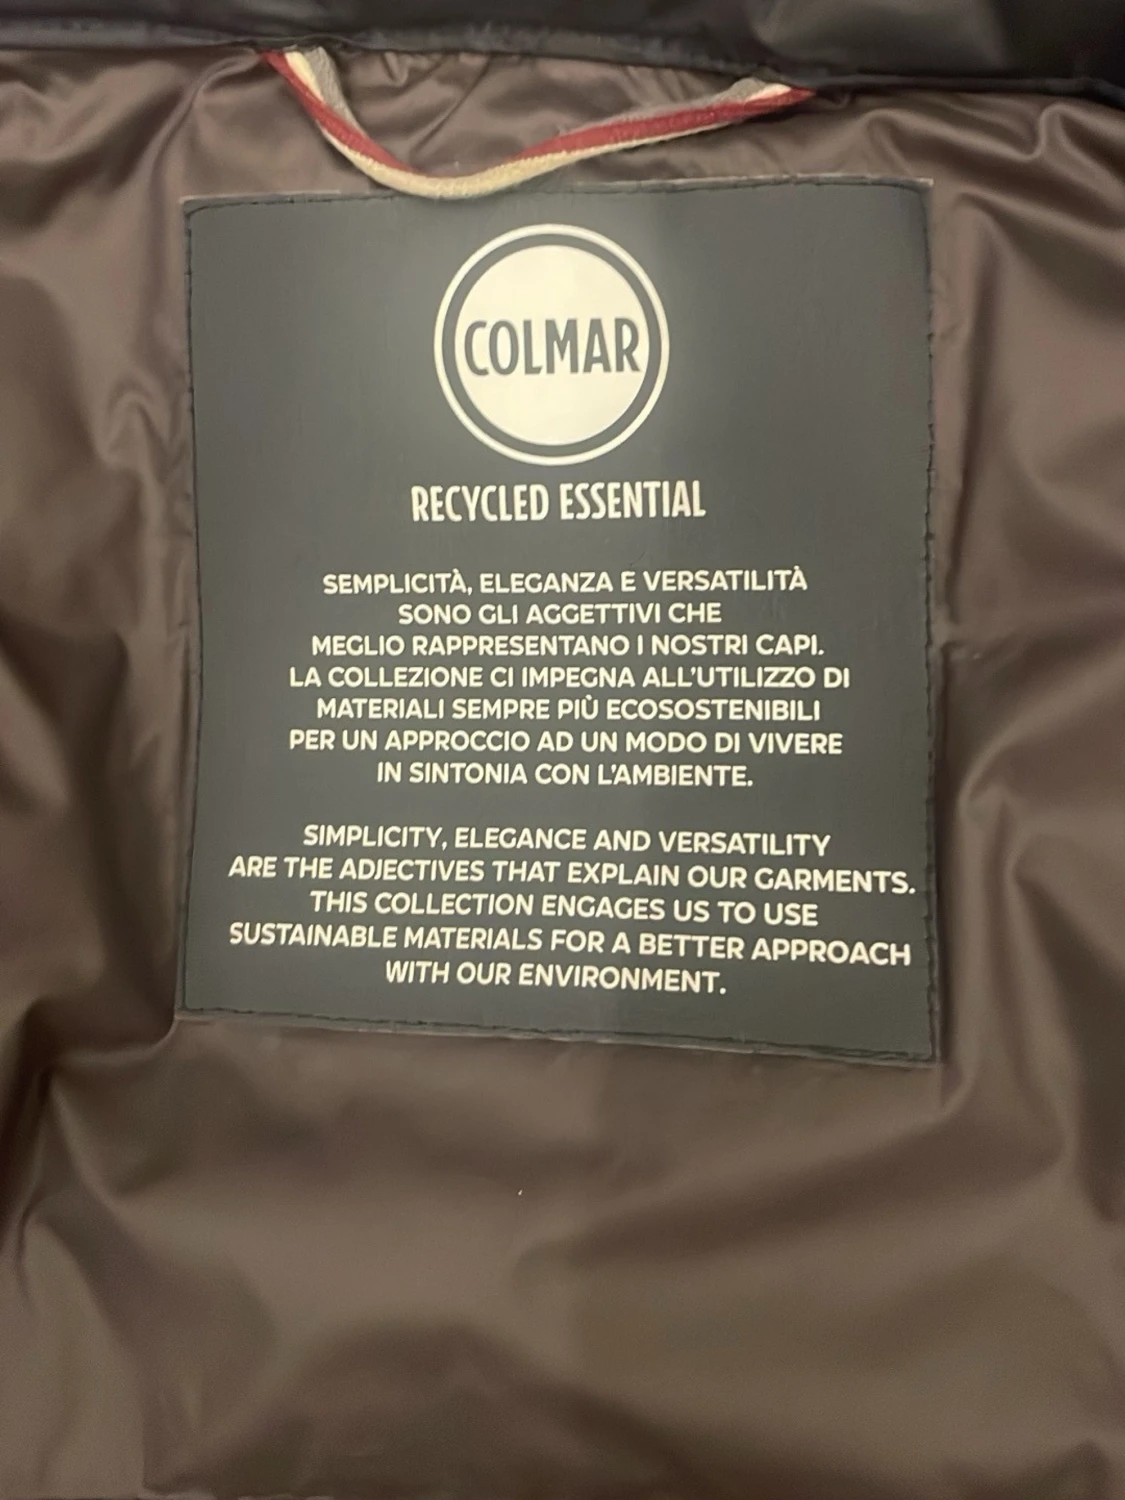 COLMAR
RECYCLED ESSENTIAL
SEMPLICITÀ, ELEGANZA E VERSATILITÀ
SONO GLI AGGETTIVI CHE
MEGLIO RAPPRESENTANO I NOSTRI CAPI.
LA COLLEZIONE CI IMPEGNA ALL'UTILIZZO DI
MATERIALI SEMPRE PIÙ ECOSOSTENIBILI
PER UN APPROCCIO AD UN MODO DI VIVERE
IN SINTONIA CON L'AMBIENTE.
SIMPLICITY, ELEGANCE AND VERSATILITY
ARE THE ADJECTIVES THAT EXPLAIN OUR GARMENTS.
THIS COLLECTION ENGAGES US TO USE
SUSTAINABLE MATERIALS FOR A BETTER APPROACH
WITH OUR ENVIRONMENT.